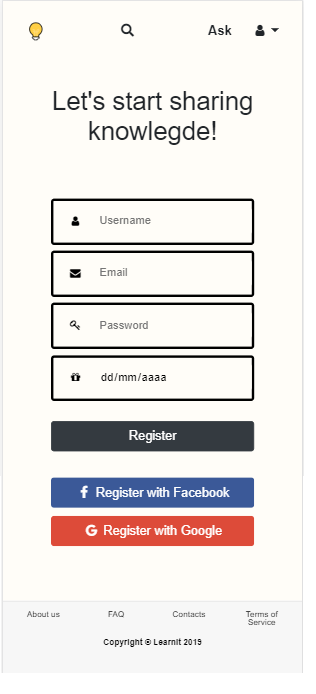 Ask
Let's start sharing
knowlegde!
Username
Email
Password
dd/mm/aaaa
Register
Register with Facebook
Register with Google
About us FAQ Contacts Terms of
Service
Copyright © Learnit 2019